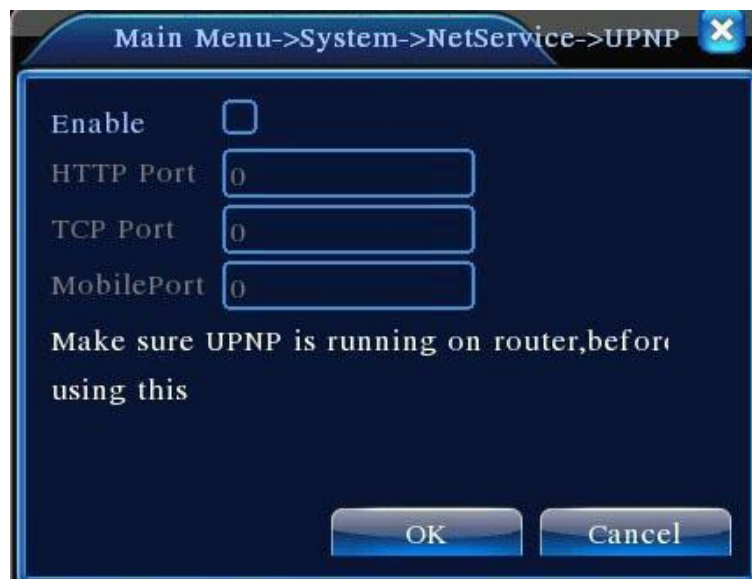 Main Menu->System->NetService->UPNP
Enable
HTTP Port 0
TCP Port 0
MobilePort 0
Make sure UPNP is running on router,before
using this
OK Cancel